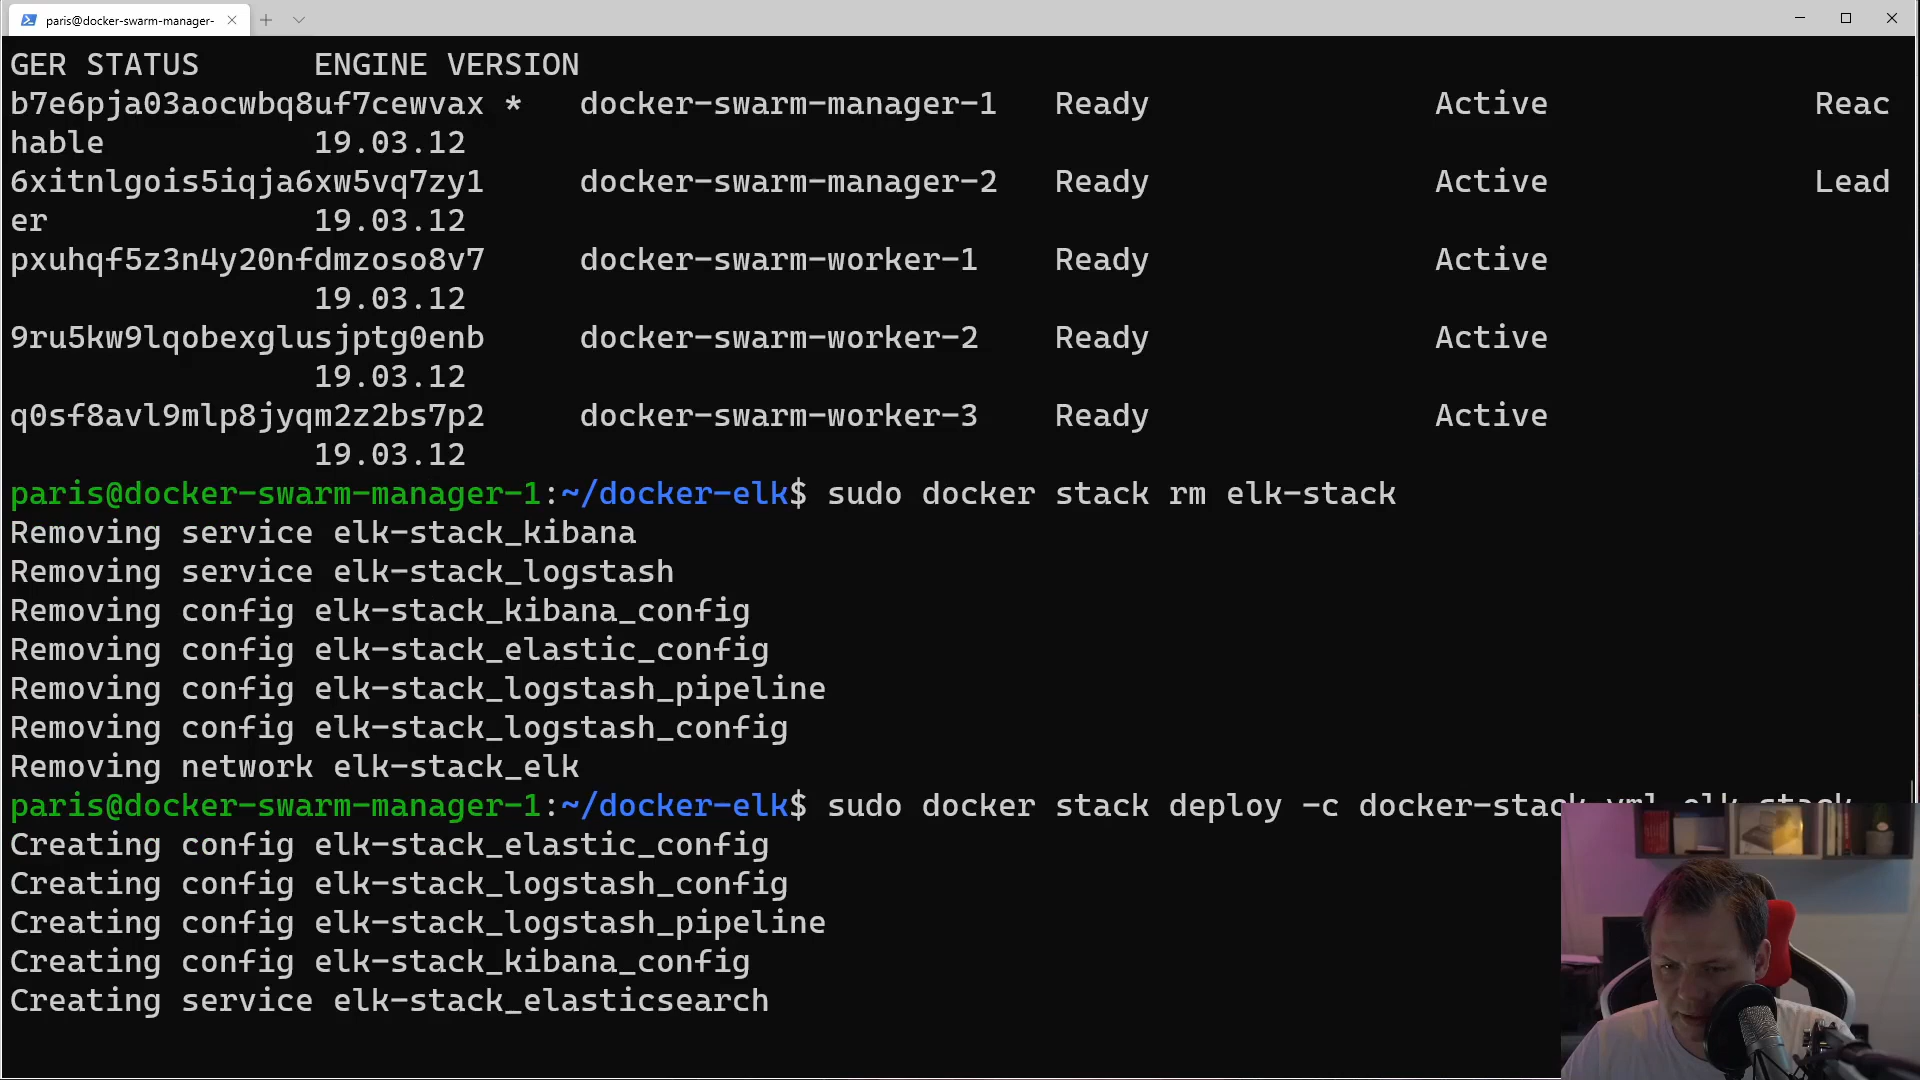 paris@docker-swarm-manager-
GER STATUS ENGINE VERSION
b7e6pja03aocwbq8uf7cewvax * docker-swarm-manager-1 Ready Active Reac
hable 19.03.12
6xitnlgois5iqja6xw5vq7zy1 docker-swarm-manager-2 Ready Active Lead
er 19.03.12
pxuhqf5z3n4y20nfdmzoso8v7 docker-swarm-worker-1 Ready Active
19.03.12
9ru5kw9lqobexglusjptg0enb docker-swarm-worker-2 Ready Active
19.03.12
q0sf8avl9mlp8jyqm2z2bs7p2 docker-swarm-worker-3 Ready Active
19.03.12
paris@docker-swarm-manager-1:~/docker-elk$ sudo docker stack rm elk-stack
Removing service elk-stack_kibana
Removing service elk-stack_logstash
Removing config elk-stack_kibana_config
Removing config elk-stack_elastic_config
Removing config elk-stack_logstash_pipeline
Removing config elk-stack_logstash_config
Removing network elk-stack_elk
paris@docker-swarm-manager-1:~/docker-elk$ sudo docker stack deploy -c docker-stack.yml elk-stack
Creating config elk-stack_elastic_config
Creating config elk-stack_logstash_config
Creating config elk-stack_logstash_pipeline
Creating config elk-stack_kibana_config
Creating service elk-stack_elasticsearch